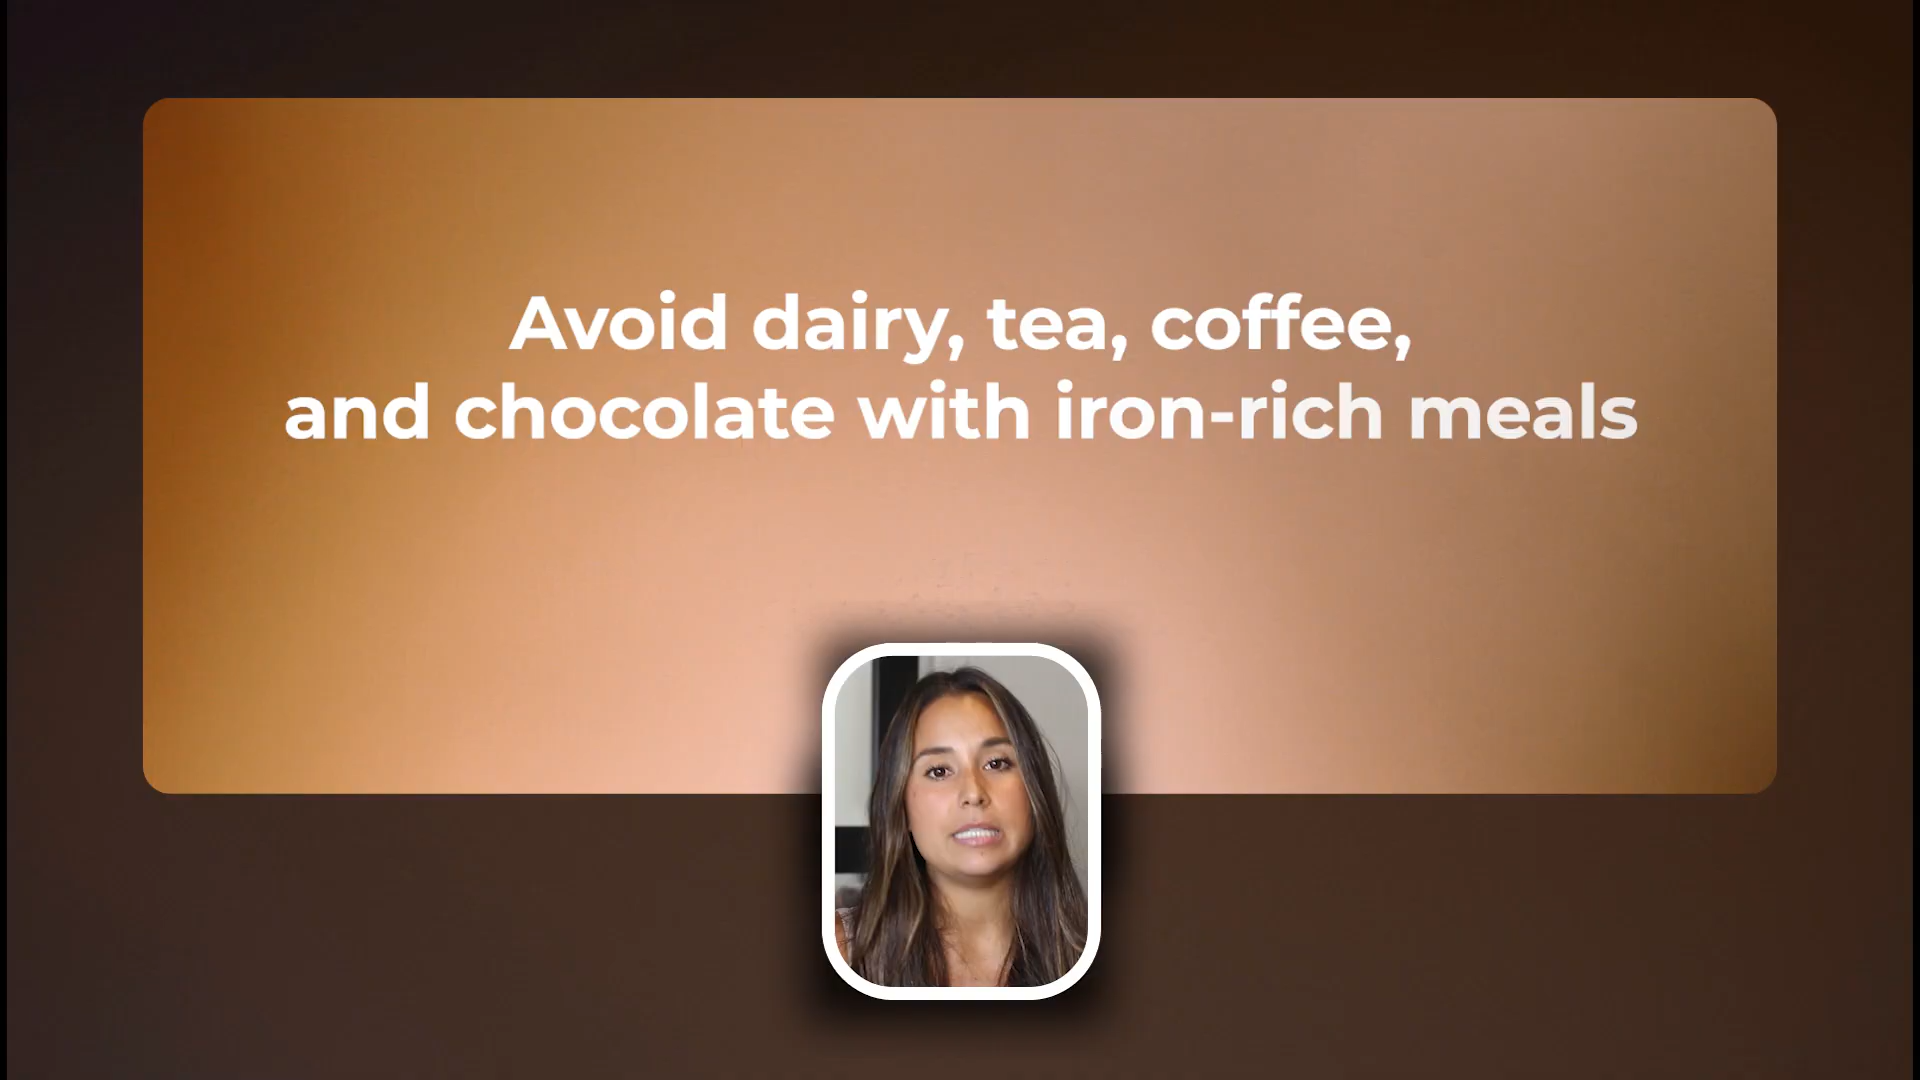 Avoid dairy, tea, coffee,
and chocolate with iron-rich meals